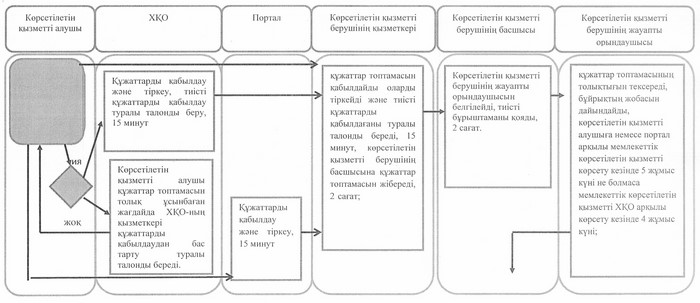 Көрсетілетін
қызметті алушы
ХҚО
Портал
Көрсетілетін қызметті
берушінің қызметкері
Көрсетілетін қызметті
берушінің басшысы
Көрсетілетін қызметті
берушінің жауапты
орындаушысы
Құжаттарды қабылдау
және тіркеу, тиісті
құжаттарды қабылдау
туралы талонды беру,
15 минут
ИЯ
жоқ
Көрсетілетін
қызметті алушы
құжаттар топтамасын
толық ұсынбаған
жағдайда ХҚО-ның
қызметкері
құжаттарды
қабылдаудан бас
тарту туралы
талонды береді.
Құжаттарды
қабылдау
және тіркеу,
15 минут
құжаттар топтамасын
қабылдайды оларды
тіркейді және тиісті
құжаттарды
қабылдағаны туралы
талонды береді, 15
минут, көрсетілетін
қызметті берушінің
басшысына құжаттар
топтамасын жібереді,
2 сағат;
Көрсетілетін қызметті
берушінің жауапты
орындаушысын
белгілейді, тиісті
бұрыштаманы қояды,
2 сағат.
құжаттар топтамасының
толықтығын тексереді,
бұйрықтың жобасын
дайындайды,
көрсетілетін қызметті
алушыға немесе портал
арқылы мемлекеттік
көрсетілетін қызметті
көрсету кезінде 5 жұмыс
күні не болмаса
мемлекеттік көрсетілетін
қызметті ХҚО арқылы
көрсету кезінде 4 жұмыс
күні;